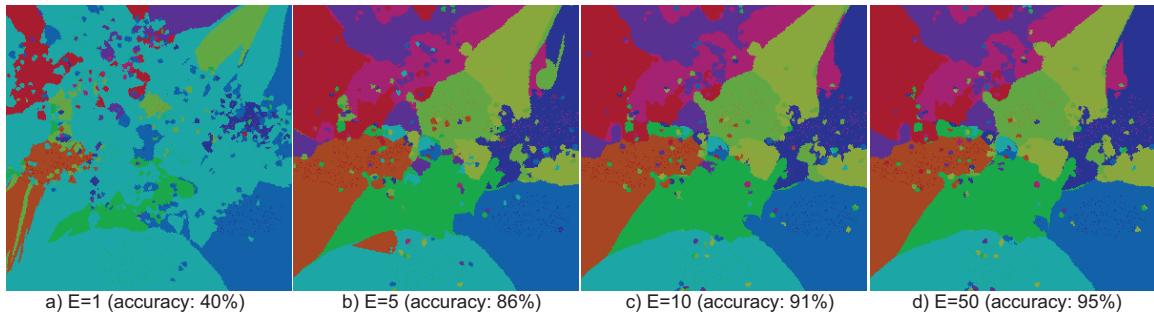 a) E=1 (accuracy: 40%)
b) E=5 (accuracy: 86%)
c) E=10 (accuracy: 91%)
d) E=50 (accuracy: 95%)